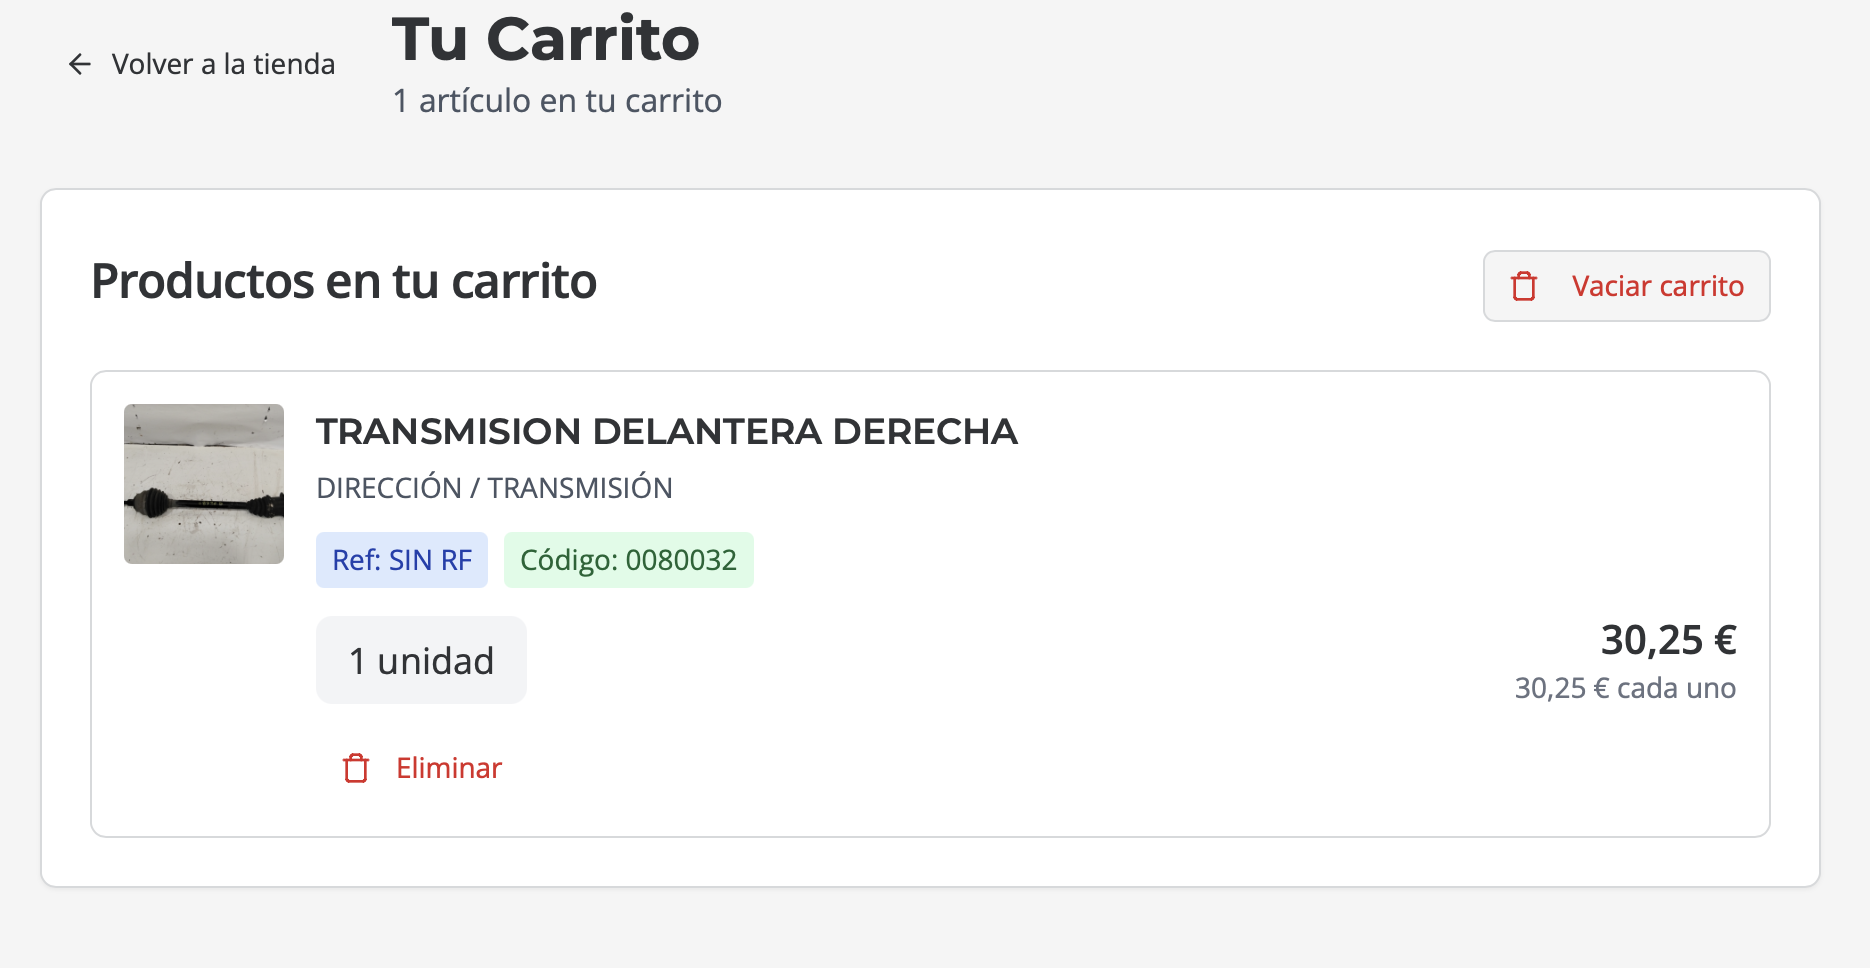 Volver a la tienda
Tu Carrito
1 artículo en tu carrito
Productos en tu carrito
Vaciar carrito
TRANSMISION DELANTERA DERECHA
DIRECCIÓN / TRANSMISIÓN
Ref: SIN RF
Código: 0080032
1 unidad
30,25 €
30,25 € cada uno
Eliminar